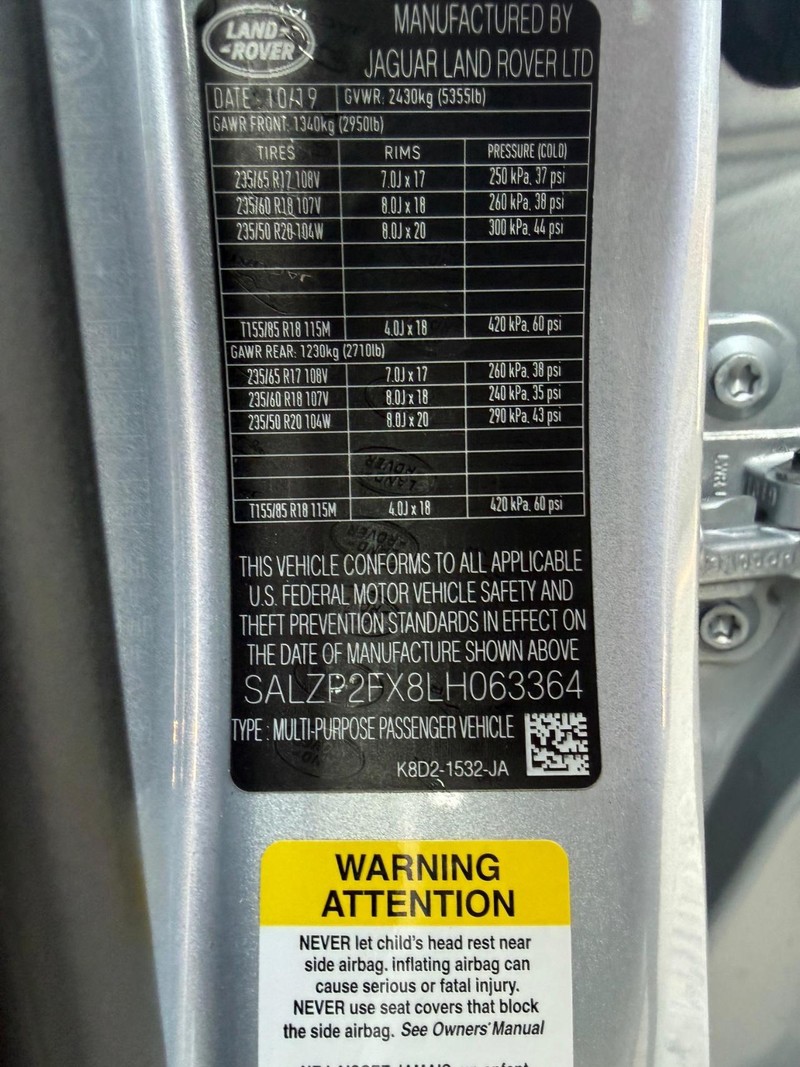 LAND-
-ROVER
MANUFACTURED BY
JAGUAR LAND ROVER LTD
DATE : 10/19 GVWR: 2430kg (5355lb)
GAWR FRONT: 1340kg (2950lb)
TIRES RIMS PRESSURE (COLD)
235/65 R17 108V 7.0J x 17 250 kPa, 37 psi
235/60 R18 107V 8.0J x 18 260 kPa, 38 psi
235/50 R20 104W 8.0J x 20 300 kPa, 44 psi
T155/85 R18 115M 4.0J x 18 420 kPa, 60 psi
GAWR REAR: 1230kg (2710lb)
235/65 R17 108V 7.0J x 17 260 kPa, 38 psi
235/60 R18 107V 8.0J x 18 240 kPa, 35 psi
235/50 R20 104W 8.0J x 20 290 kPa, 43 psi
T155/85 R18 115M 4.0J x 18 420 kPa, 60 psi
THIS VEHICLE CONFORMS TO ALL APPLICABLE
U.S. FEDERAL MOTOR VEHICLE SAFETY AND
THEFT PREVENTION STANDARDS IN EFFECT ON
THE DATE OF MANUFACTURE SHOWN ABOVE
SALZP2FX8LH063364
TYPE : MULTI-PURPOSE PASSENGER VEHICLE
K8D2-1532-JA
WARNING
ATTENTION
NEVER let child's head rest near
side airbag. inflating airbag can
cause serious or fatal injury.
NEVER use seat covers that block
the side airbag. See Owners' Manual